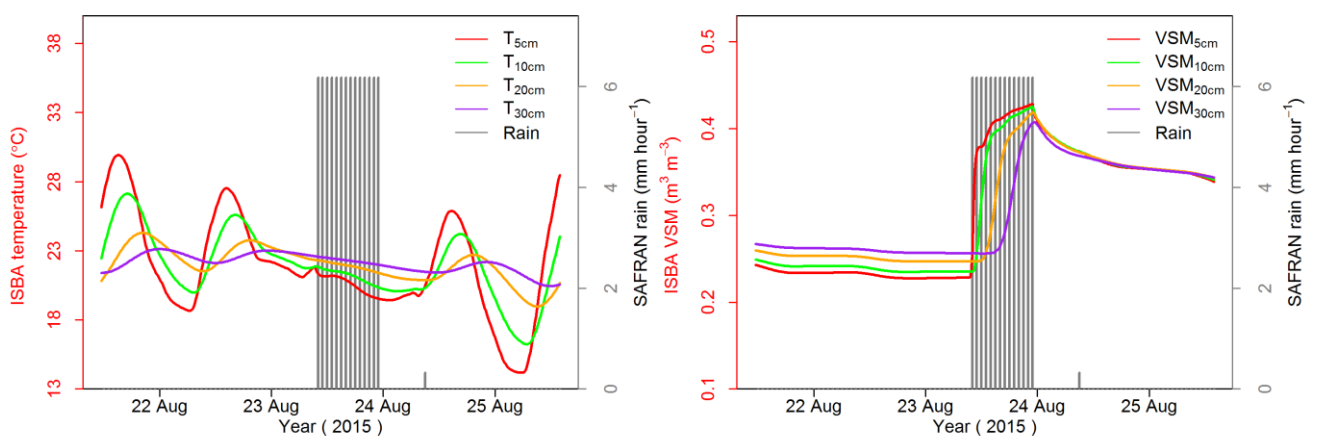 ISBA temperature (°C)
38
33
28
23
18
13
T5cm
T10cm
T20cm
T30cm
Rain
6
4
2
0
SAFRAN rain (mm hour−1)
22 Aug
23 Aug
24 Aug
25 Aug
Year ( 2015 )
ISBA VSM (m3 m−3)
0.5
0.4
0.3
0.2
0.1
VSM5cm
VSM10cm
VSM20cm
VSM30cm
Rain
6
4
2
0
SAFRAN rain (mm hour−1)
22 Aug
23 Aug
24 Aug
25 Aug
Year ( 2015 )